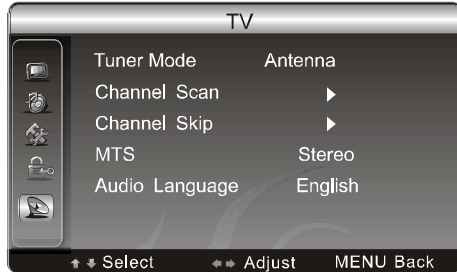 TV
Tuner Mode Antenna
Channel Scan
Channel Skip
MTS Stereo
Audio Language English
Select Adjust MENU Back